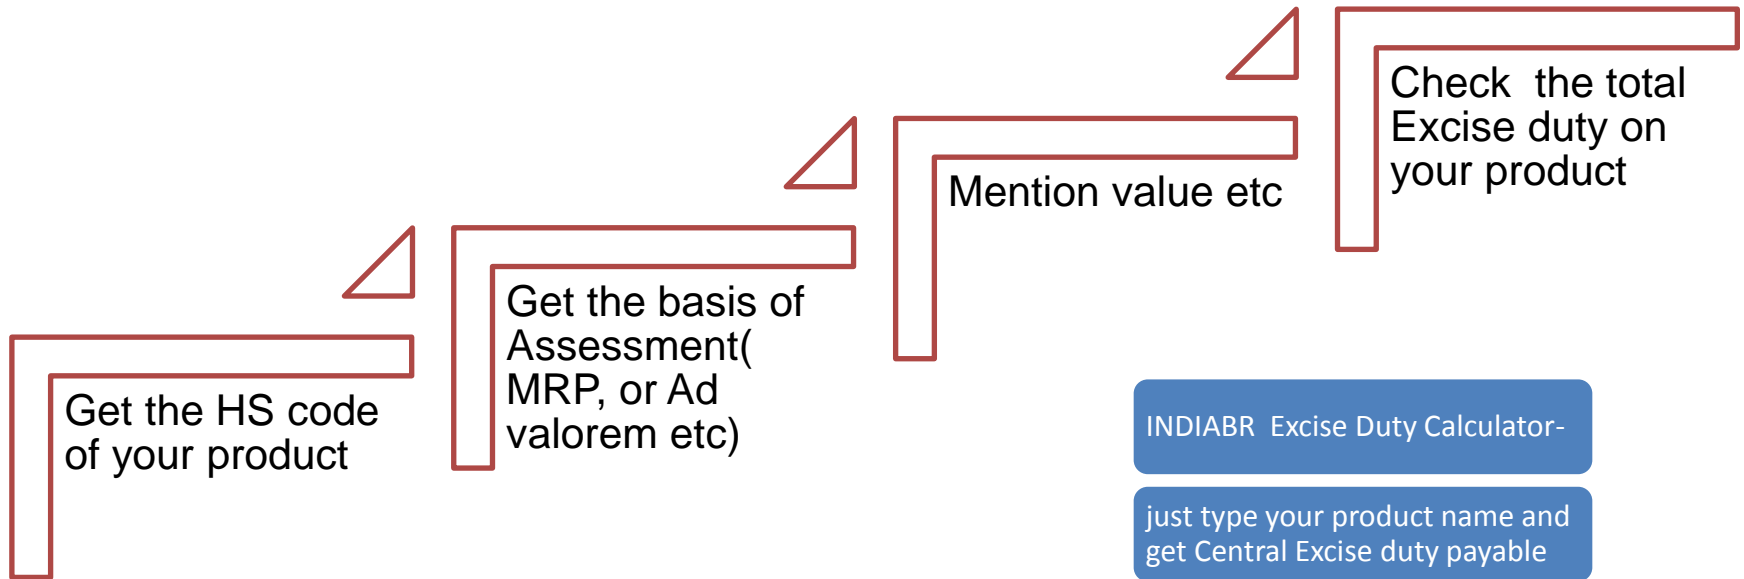 Get the HS code
of your product
Get the basis of
Assessment(
MRP, or Ad
valorem etc)
Mention value etc
Check  the total
Excise duty on
your product
INDIABR  Excise Duty Calculator-
just type your product name and
get Central Excise duty payable